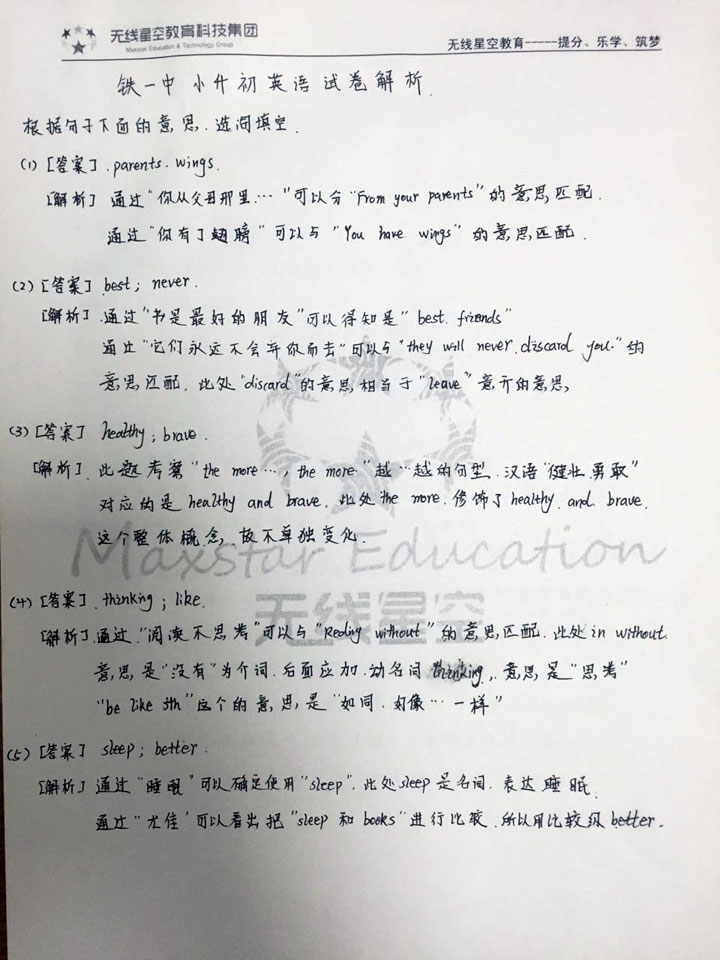 无线星空教育科技集团
Maxstar Education & Technology Group
无线星空教育-----提分、乐学、筑梦
铁一中 小升初英语试卷解析.
根据句子下面的意思.选词填空.
(1) [答案] .parents. wings.
[解析] 通过“你从父母那里…”可以分“From your parents”的意思匹配.
通过“你有了翅膀”可以与“You have wings”的意思匹配.
(2) [答案] best; never.
[解析].通过“书是最好的朋友”可以得知是“best. friends”
通过“它们永远不会弃你而去”可以与“they will never.discard you.”的
意思匹配.此处“discard”的意思相当于“leave”意开的意思,
(3) [答案] healthy; brave.
[解析].此题考察“the more…, the more”越…越的句型.汉语“健壮勇敢”
对应的是healthy and brave.此处the more.修饰了healthy.and.brave.
这个整体概念,故不单独变化.
(4) [答案].thinking; like.
[解析].通过.“阅读不思考”可以与“Reading without”的意思匹配.此处in without.
意思是“没有”为介词.后面应加.动名词thinking,.意思是“思考”
“be like sth”这个的意思是“如同.好像…一样”
(5) [答案] sleep; better.
[解析] 通过“睡眠”可以确定使用“sleep”.此处sleep是名词.表达睡眠.
通过“尤佳”可以看出把“sleep和books”进行比较.所以用比较级better.
Maxstar Education
无线星空